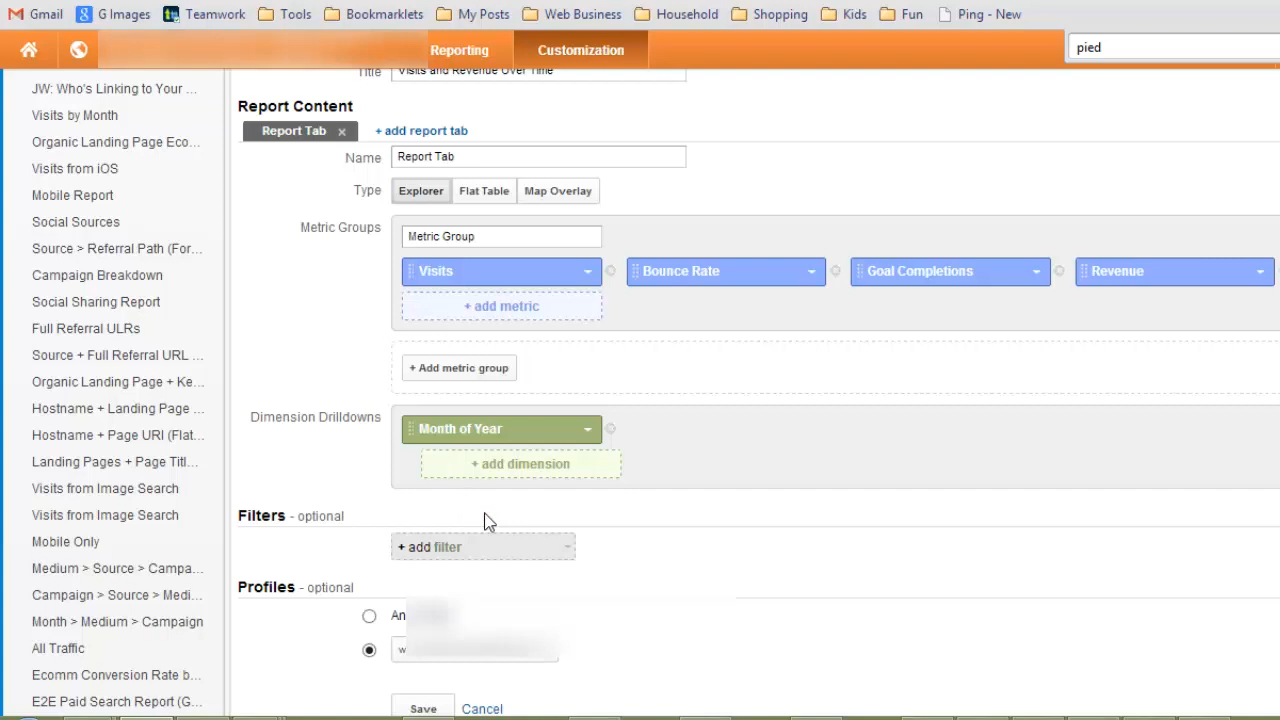 Gmail G Images Teamwork Tools Bookmarklets My Posts Web Business Household Shopping Kids Fun Ping - New
Reporting Customization pied
Title Visits and Revenue Over Time
JW: Who's Linking to Your ...
Visits by Month
Organic Landing Page Eco...
Visits from iOS
Mobile Report
Social Sources
Source > Referral Path (For...
Campaign Breakdown
Social Sharing Report
Full Referral ULRs
Source + Full Referral URL ...
Organic Landing Page + Ke...
Hostname + Landing Page ...
Hostname + Page URI (Flat...
Landing Pages + Page Titl...
Visits from Image Search
Visits from Image Search
Mobile Only
Medium > Source > Campa...
Campaign > Source > Medi...
Month > Medium > Campaign
All Traffic
Ecomm Conversion Rate b...
E2E Paid Search Report (G...
Report Content
Report Tab x + add report tab
Name Report Tab
Type Explorer Flat Table Map Overlay
Metric Groups
Metric Group
Visits Bounce Rate Goal Completions Revenue
+ add metric
+ Add metric group
Dimension Drilldowns
Month of Year
+ add dimension
Filters - optional
+ add filter
Profiles - optional
An
w
Save Cancel